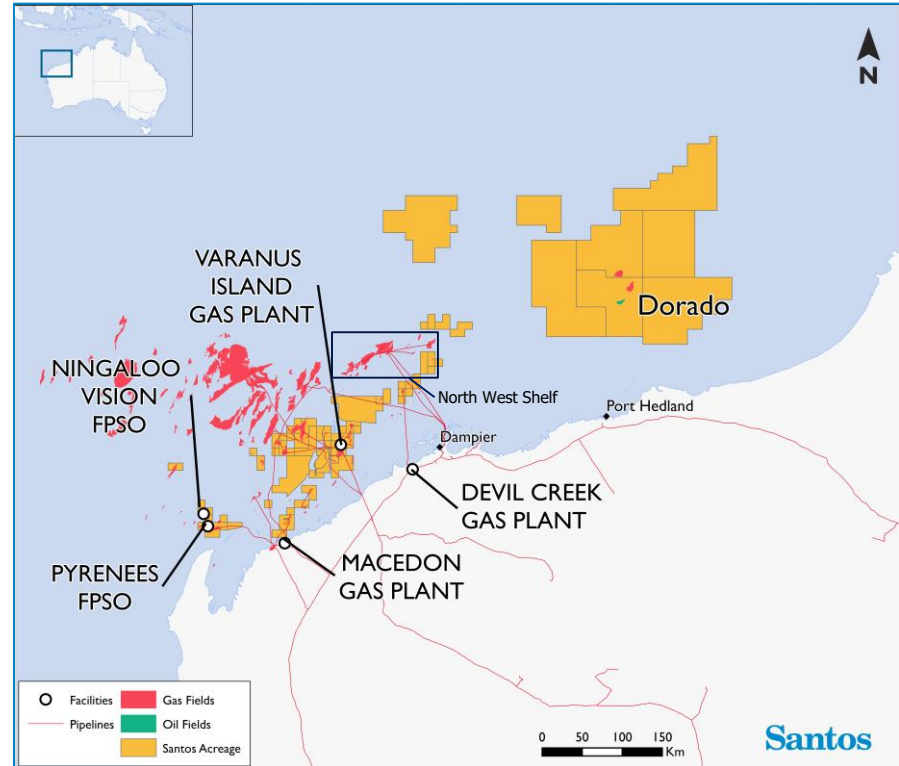 N
VARANUS
ISLAND
GAS PLANT
Dorado
NINGALOO
VISION
FPSO
North West Shelf
Port Hedland
Dampier
DEVIL CREEK
GAS PLANT
PYRENEES
FPSO
MACEDON
GAS PLANT
Facilities
Gas Fields
Pipelines
Oil Fields
Santos Acreage
0 50 100 150
Km
Santos